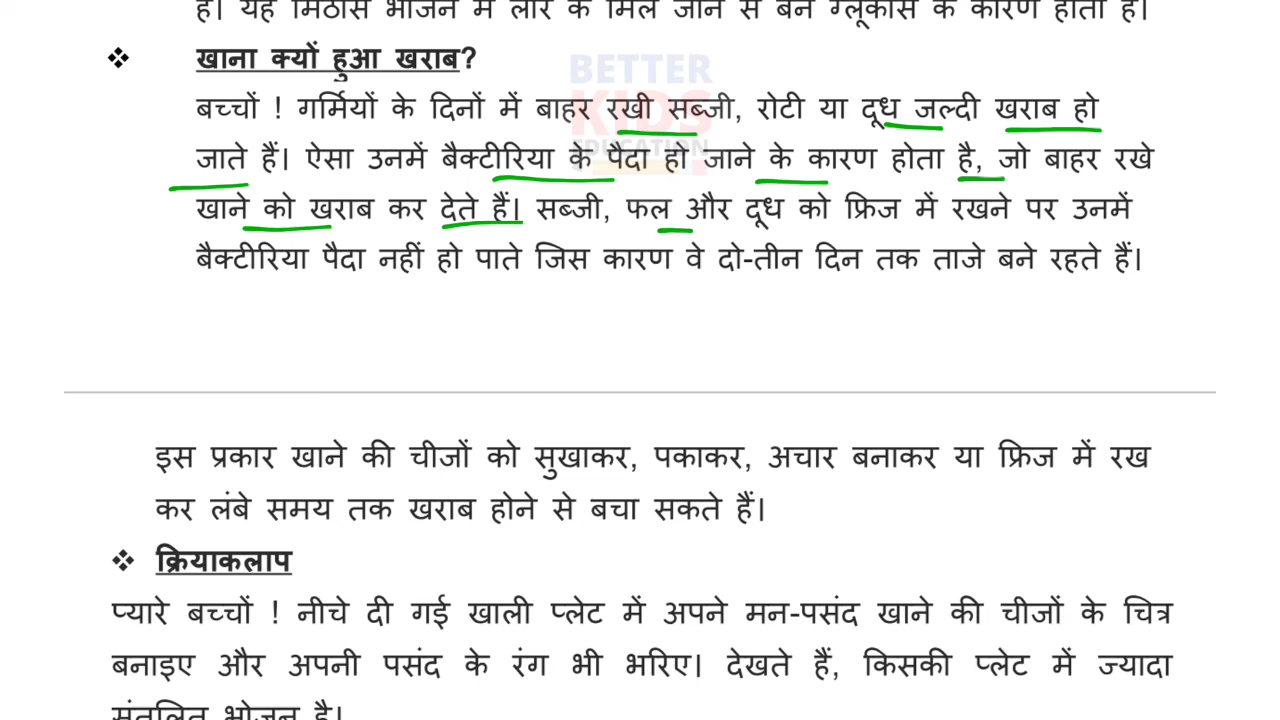 है। यह मिठास भोजन में लार के मिल जाने से बने ग्लूकोस के कारण होता है।
❖ खाना क्यों हुआ खराब?
बच्चों ! गर्मियों के दिनों में बाहर रखी सब्जी, रोटी या दूध जल्दी खराब हो
जाते हैं। ऐसा उनमें बैक्टीरिया के पैदा हो जाने के कारण होता है, जो बाहर रखे
खाने को खराब कर देते हैं। सब्जी, फल और दूध को फ्रिज में रखने पर उनमें
बैक्टीरिया पैदा नहीं हो पाते जिस कारण वे दो-तीन दिन तक ताजे बने रहते हैं।
BETTER
KIDS
EDUCATION
इस प्रकार खाने की चीजों को सुखाकर, पकाकर, अचार बनाकर या फ्रिज में रख
कर लंबे समय तक खराब होने से बचा सकते हैं।
❖ क्रियाकलाप
प्यारे बच्चों ! नीचे दी गई खाली प्लेट में अपने मन-पसंद खाने की चीजों के चित्र
बनाइए और अपनी पसंद के रंग भी भरिए। देखते हैं, किसकी प्लेट में ज्यादा
संतुलित भोजन है।